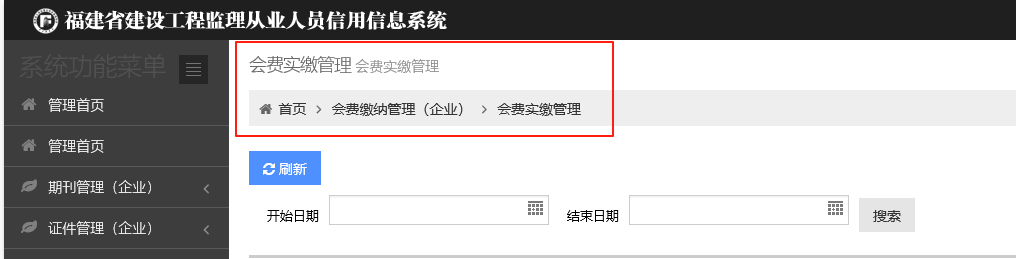 福建省建设工程监理从业人员信用信息系统
系统功能菜单
管理首页
管理首页
期刊管理（企业）
证件管理（企业）
会费实缴管理 会费实缴管理
首页 > 会费缴纳管理（企业） > 会费实缴管理
刷新
开始日期 结束日期 搜索